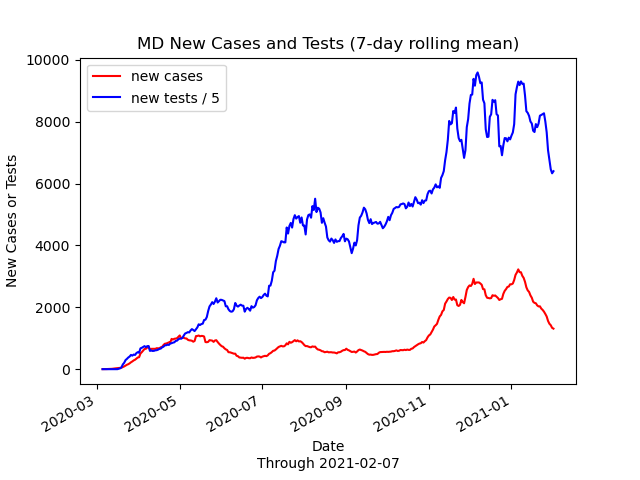 MD New Cases and Tests (7-day rolling mean)
new cases
new tests / 5
New Cases or Tests
10000
8000
6000
4000
2000
0
2020-03
2020-05
2020-07
2020-09
2020-11
2021-01
Date
Through 2021-02-07